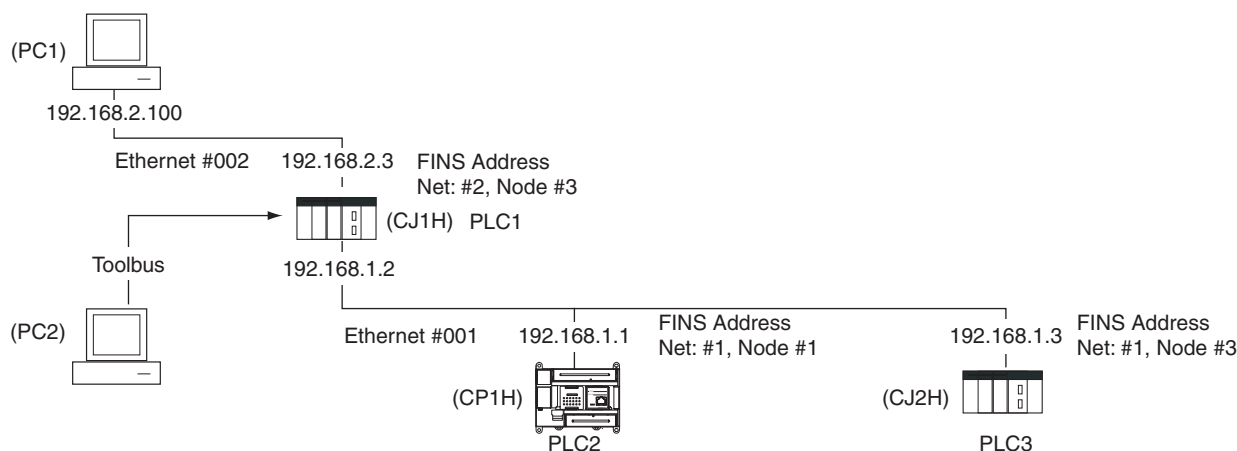 (PC1)
192.168.2.100
Ethernet #002
192.168.2.3
FINS Address
Net: #2, Node #3
(CJ1H) PLC1
Toolbus
192.168.1.2
(PC2)
Ethernet #001
192.168.1.1
FINS Address
Net: #1, Node #1
192.168.1.3
FINS Address
Net: #1, Node #3
(CP1H)
(CJ2H)
PLC2
PLC3